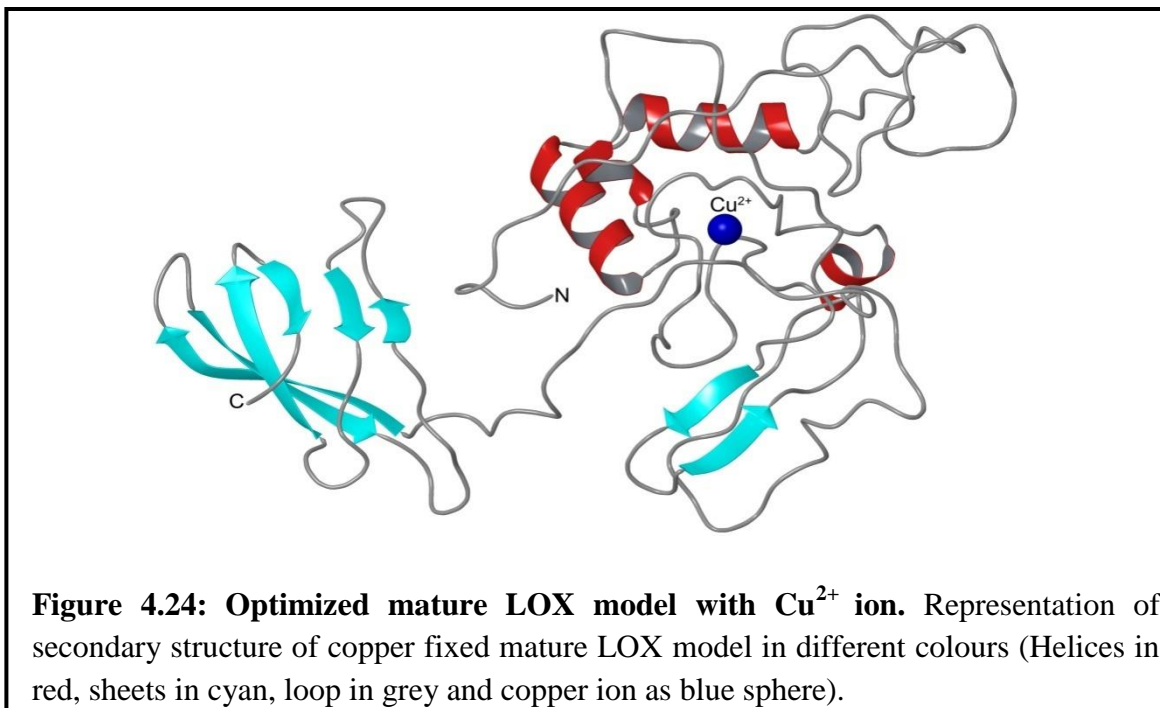 Cu²⁺
N
C
Figure 4.24: Optimized mature LOX model with Cu²⁺ ion. Representation of
secondary structure of copper fixed mature LOX model in different colours (Helices in
red, sheets in cyan, loop in grey and copper ion as blue sphere).